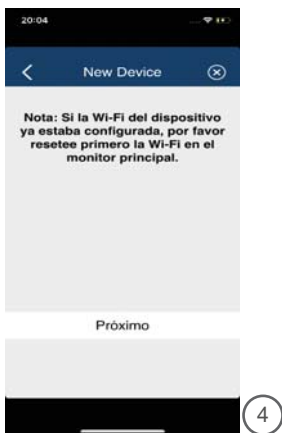 20:04
New Device
Nota: Si la Wi-Fi del dispositivo
ya estaba configurada, por favor
resetee primero la Wi-Fi en el
monitor principal.
Próximo
4